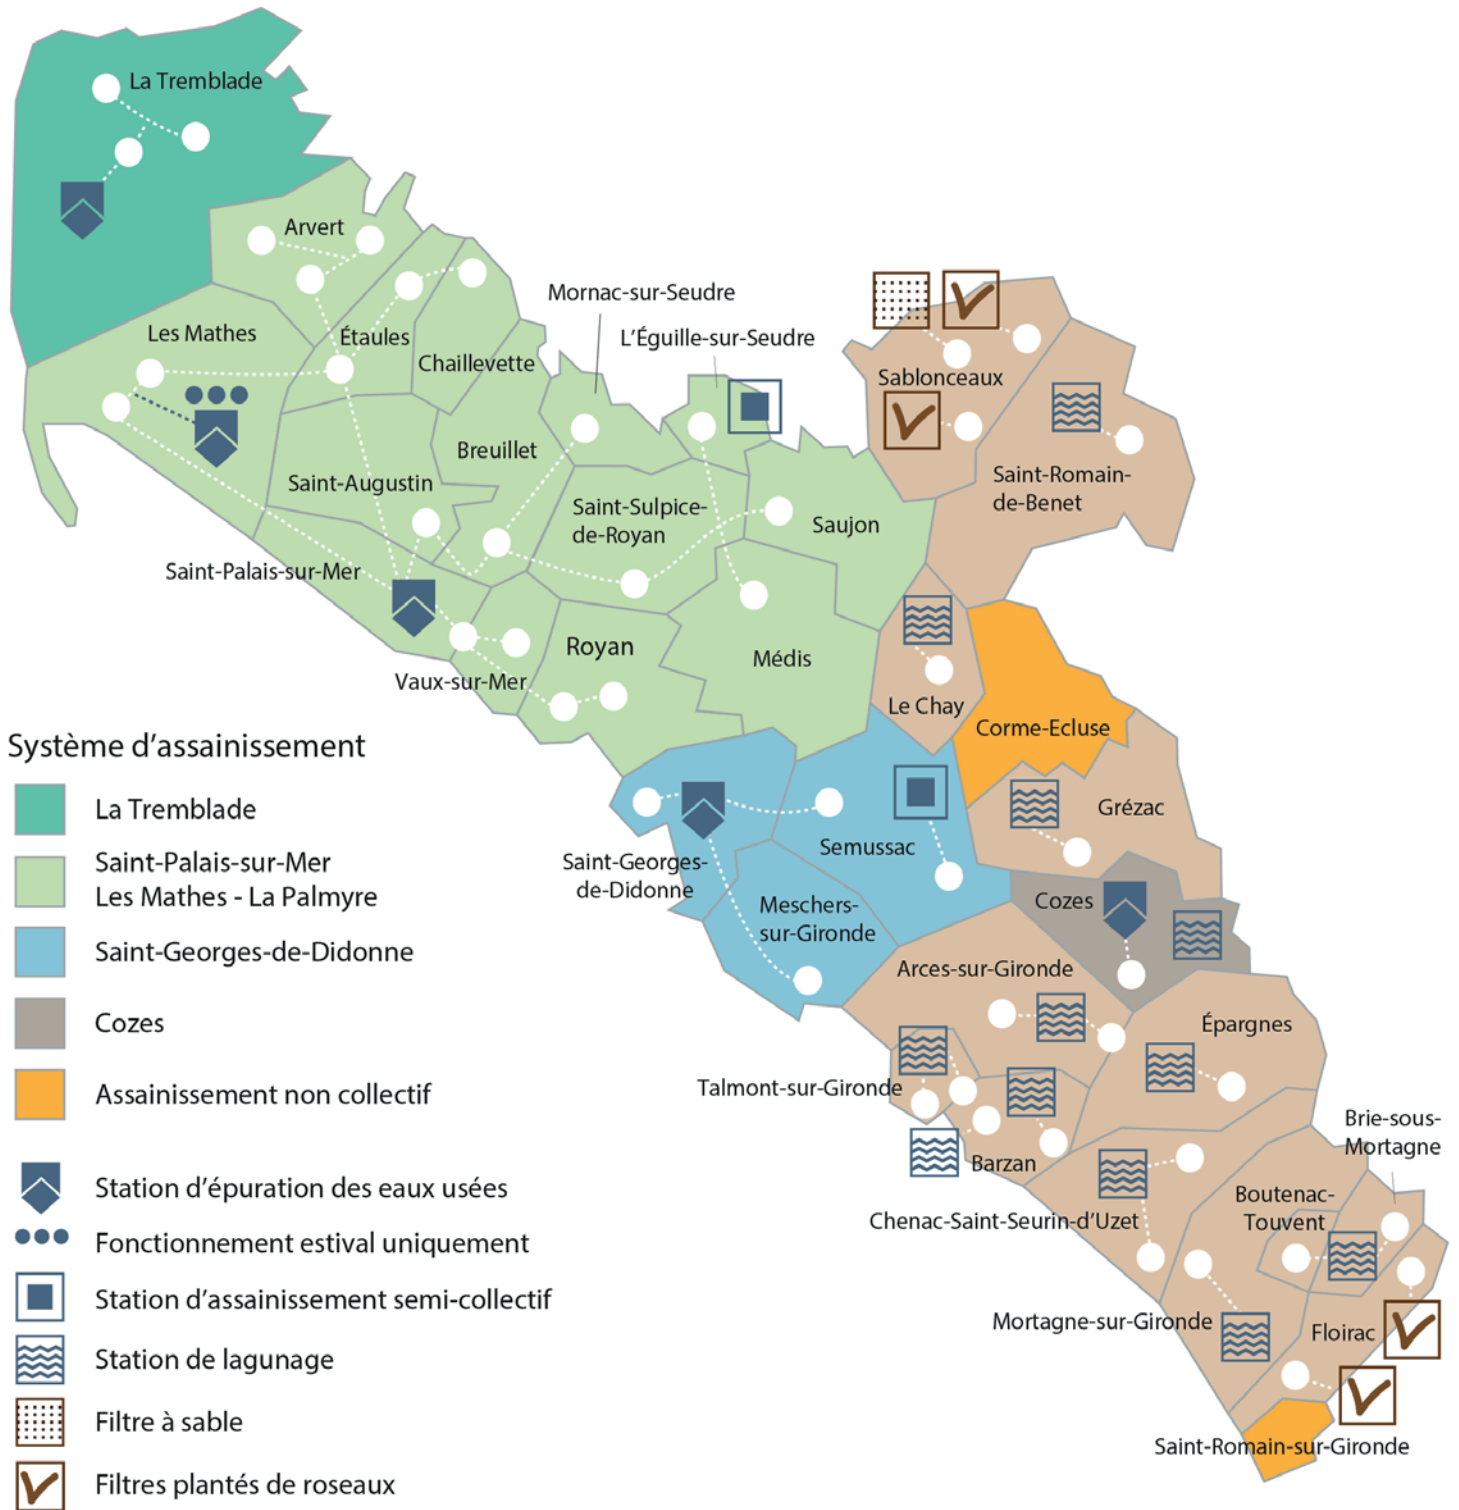 La Tremblade
Arvert
Mornac-sur-Seudre
Les Mathes
Étaules
L’Éguille-sur-Seudre
Chaillevette
Sablonceaux
Breuillet
Saint-Augustin
Saint-Romain-
de-Benet
Saint-Sulpice-
de-Royan
Saujon
Saint-Palais-sur-Mer
Royan
Médis
Vaux-sur-Mer
Le Chay
Corme-Ecluse
Grézac
Semussac
Saint-Georges-
de-Didonne
Meschers-
sur-Gironde
Cozes
Arces-sur-Gironde
Épargnes
Talmont-sur-Gironde
Brie-sous-
Mortagne
Barzan
Boutenac-
Touvent
Chenac-Saint-Seurin-d’Uzet
Mortagne-sur-Gironde
Floirac
Saint-Romain-sur-Gironde
Système d’assainissement
La Tremblade
Saint-Palais-sur-Mer
Les Mathes - La Palmyre
Saint-Georges-de-Didonne
Cozes
Assainissement non collectif
Station d’épuration des eaux usées
Fonctionnement estival uniquement
Station d’assainissement semi-collectif
Station de lagunage
Filtre à sable
Filtres plantés de roseaux